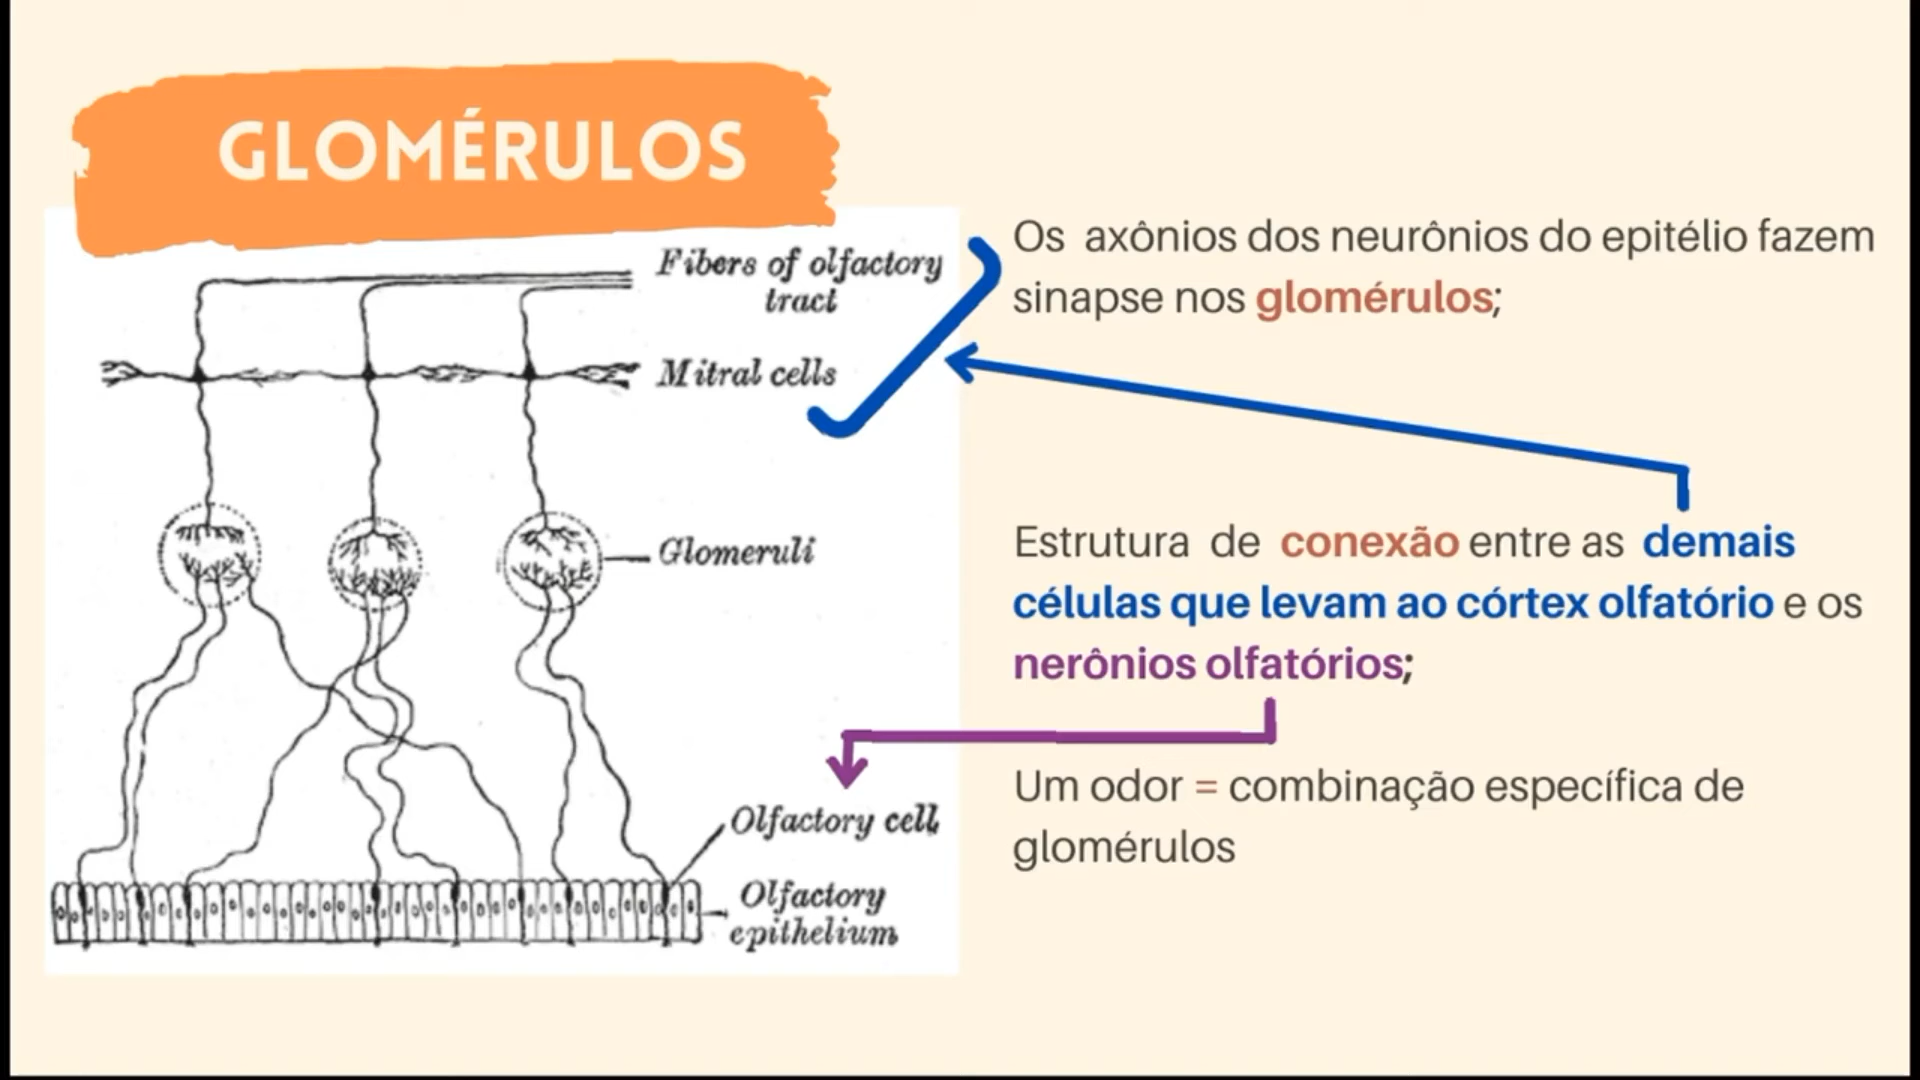 GLOMÉRULOS
Fibers of olfactory
tract
Mitral cells
Glomeruli
Olfactory cell
Olfactory
epithelium
Os axônios dos neurônios do epitélio fazem
sinapse nos glomérulos;
Estrutura de conexão entre as demais
células que levam ao córtex olfatório e os
nerônios olfatórios;
Um odor = combinação específica de
glomérulos